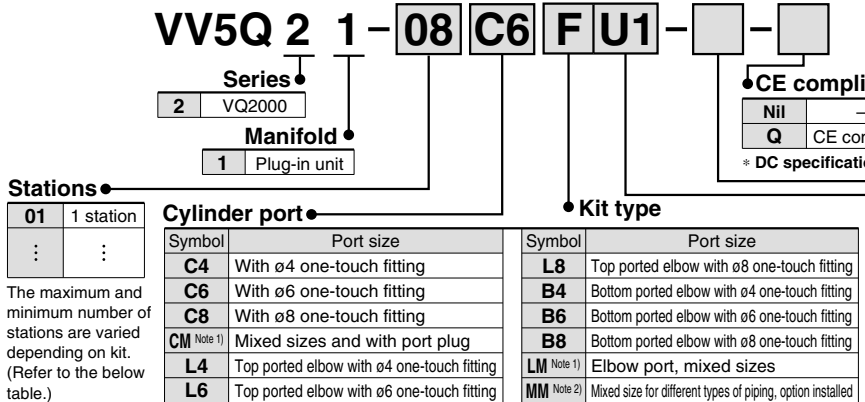 VV5Q 2 1 - 08 C6 F U1 - -
Series
2 VQ2000
Manifold
1 Plug-in unit
CE compli
Nil –
Q CE con
* DC specificati
Stations
01 1 station
⋮ ⋮
The maximum and
minimum number of
stations are varied
depending on kit.
(Refer to the below
table.)
Cylinder port
Symbol Port size
C4 With ø4 one-touch fitting
C6 With ø6 one-touch fitting
C8 With ø8 one-touch fitting
CM Note 1) Mixed sizes and with port plug
L4 Top ported elbow with ø4 one-touch fitting
L6 Top ported elbow with ø6 one-touch fitting
Kit type
Symbol Port size
L8 Top ported elbow with ø8 one-touch fitting
B4 Bottom ported elbow with ø4 one-touch fitting
B6 Bottom ported elbow with ø6 one-touch fitting
B8 Bottom ported elbow with ø8 one-touch fitting
LM Note 1) Elbow port, mixed sizes
MM Note 2) Mixed size for different types of piping, option installed